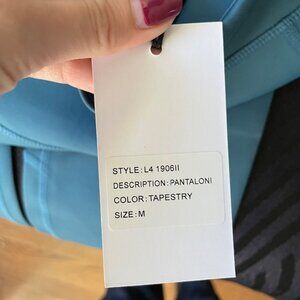 STYLE: L4 1906II
DESCRIPTION: PANTALONI
COLOR: TAPESTRY
SIZE: M